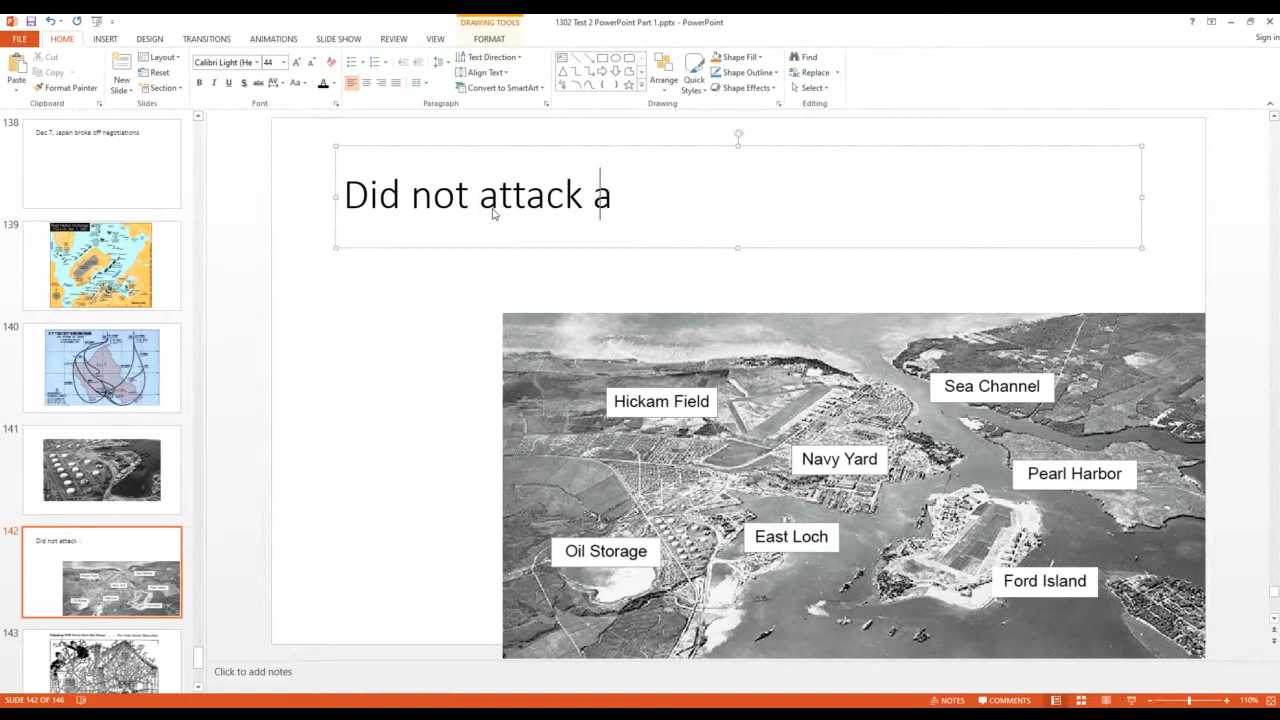 DRAWING TOOLS
1302 Test 2 PowerPoint Part 1.pptx - PowerPoint
?
FILE HOME INSERT DESIGN TRANSITIONS ANIMATIONS SLIDE SHOW REVIEW VIEW FORMAT
Sign in
Paste
Cut
Copy
Format Painter
Clipboard
New Slide
Layout
Reset
Section
Slides
Calibri Light (He 44
B I U S abc AV Aa A
Font
Text Direction
Align Text
Convert to SmartArt
Paragraph
Arrange
Quick Styles
Shape Fill
Shape Outline
Shape Effects
Drawing
Find
Replace
Select
Editing
138
Dec 7, Japan broke off negotiations
139
140
141
142
Did not attack
143
Did not attack a
Hickam Field
Sea Channel
Navy Yard
Pearl Harbor
East Loch
Oil Storage
Ford Island
Click to add notes
SLIDE 142 OF 146
NOTES
COMMENTS
110%